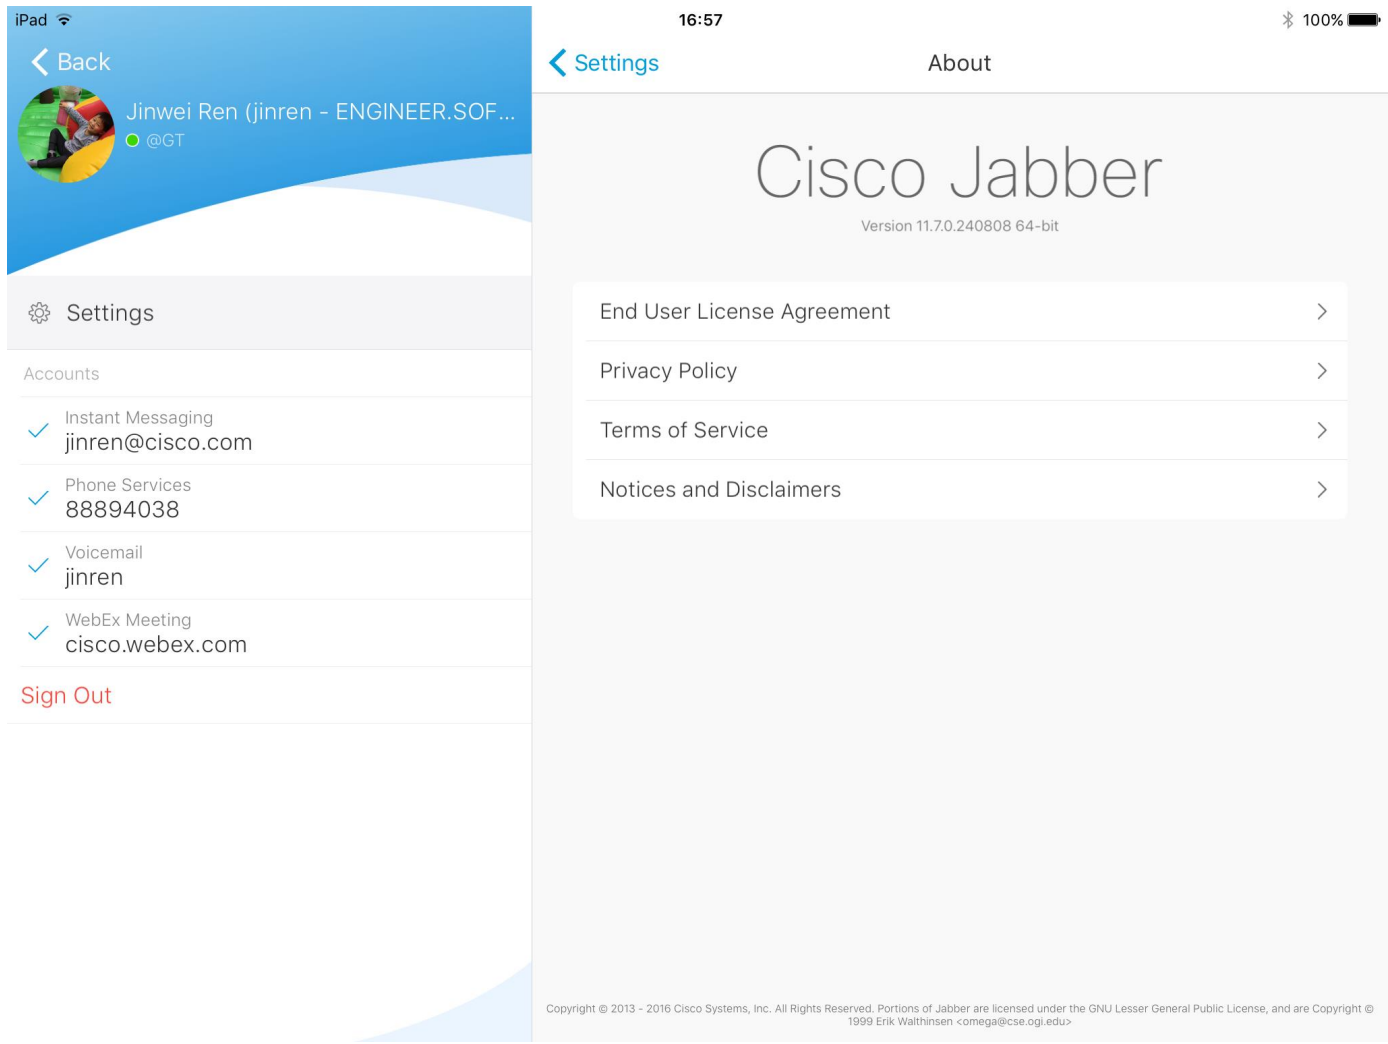 iPad
16:57
100%
Back
Jinwei Ren (jinren - ENGINEER.SOF...
@GT
Settings
Accounts
Instant Messaging
jinren@cisco.com
Phone Services
88894038
Voicemail
jinren
WebEx Meeting
cisco.webex.com
Sign Out
Settings
About
Cisco Jabber
Version 11.7.0.240808 64-bit
End User License Agreement
Privacy Policy
Terms of Service
Notices and Disclaimers
Copyright © 2013 - 2016 Cisco Systems, Inc. All Rights Reserved. Portions of Jabber are licensed under the GNU Lesser General Public License, and are Copyright ©
1999 Erik Walthinsen <omega@cse.ogi.edu>